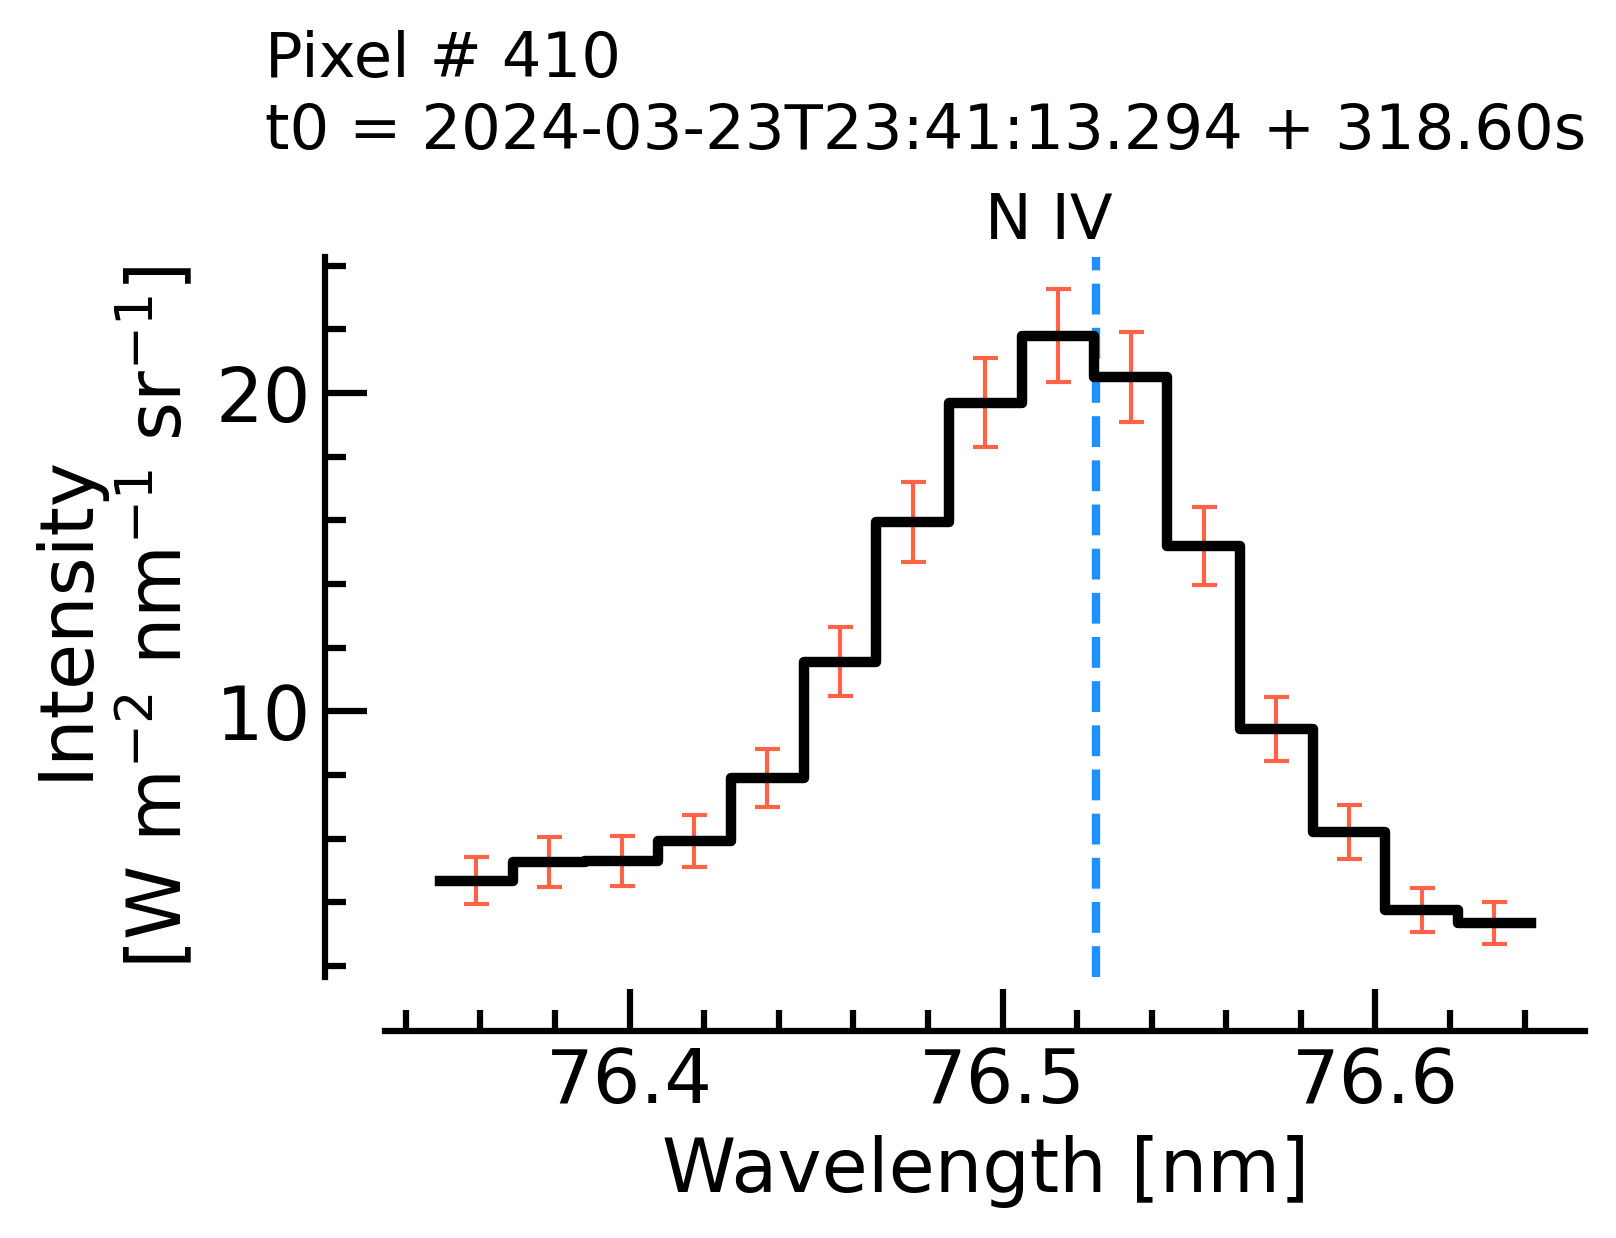 Pixel # 410
t0 = 2024-03-23T23:41:13.294 + 318.60s
N IV
Intensity
[W m⁻² nm⁻¹ sr⁻¹]
20
10
76.4 76.5 76.6
Wavelength [nm]